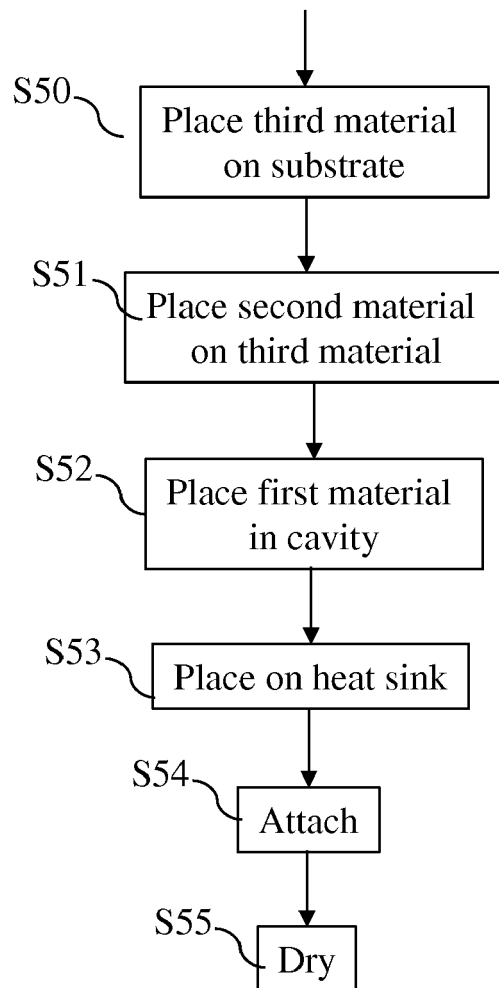 S50
Place third material
on substrate
S51
Place second material
on third material
S52
Place first material
in cavity
S53
Place on heat sink
S54
Attach
S55
Dry